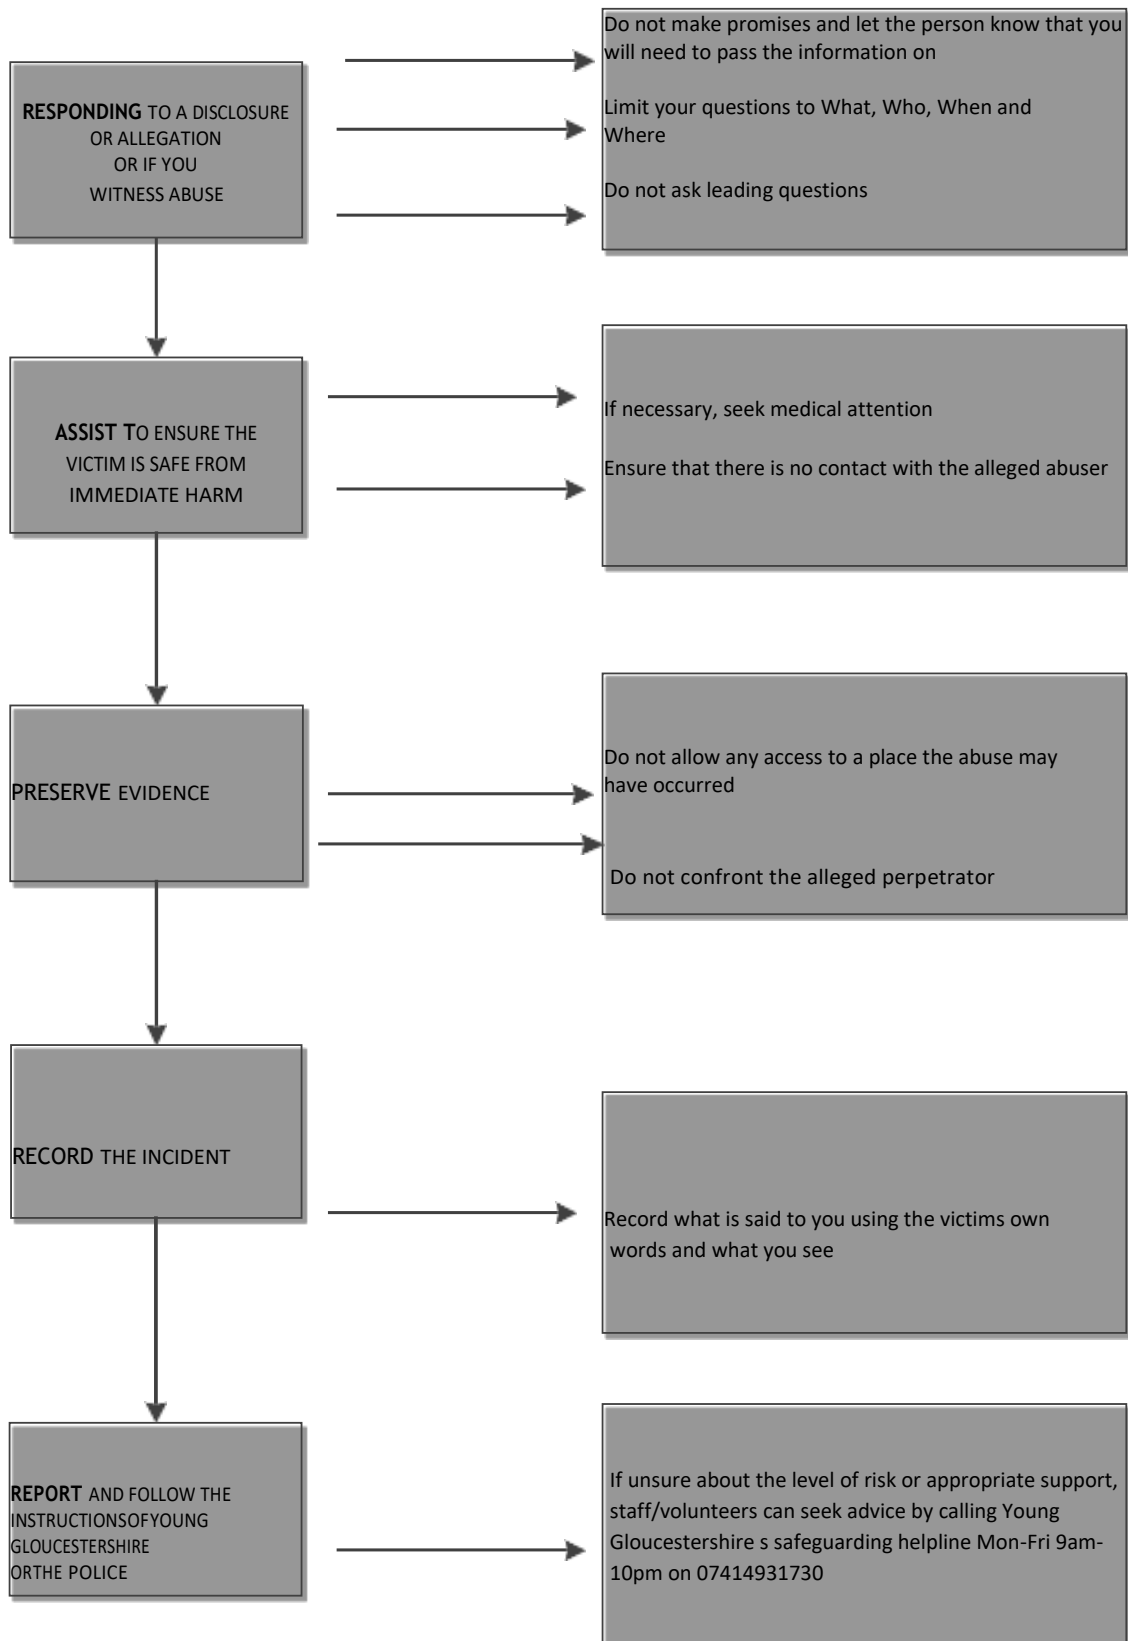 RESPONDING TO A DISCLOSURE
OR ALLEGATION
OR IF YOU
WITNESS ABUSE
Do not make promises and let the person know that you
will need to pass the information on
Limit your questions to What, Who, When and
Where
Do not ask leading questions
ASSIST TO ENSURE THE
VICTIM IS SAFE FROM
IMMEDIATE HARM
If necessary, seek medical attention
Ensure that there is no contact with the alleged abuser
PRESERVE EVIDENCE
Do not allow any access to a place the abuse may
have occurred
Do not confront the alleged perpetrator
RECORD THE INCIDENT
Record what is said to you using the victims own
words and what you see
REPORT AND FOLLOW THE
INSTRUCTIONSOFYOUNG
GLOUCESTERSHIRE
ORTHE POLICE
If unsure about the level of risk or appropriate support,
staff/volunteers can seek advice by calling Young
Gloucestershire s safeguarding helpline Mon-Fri 9am-
10pm on 07414931730